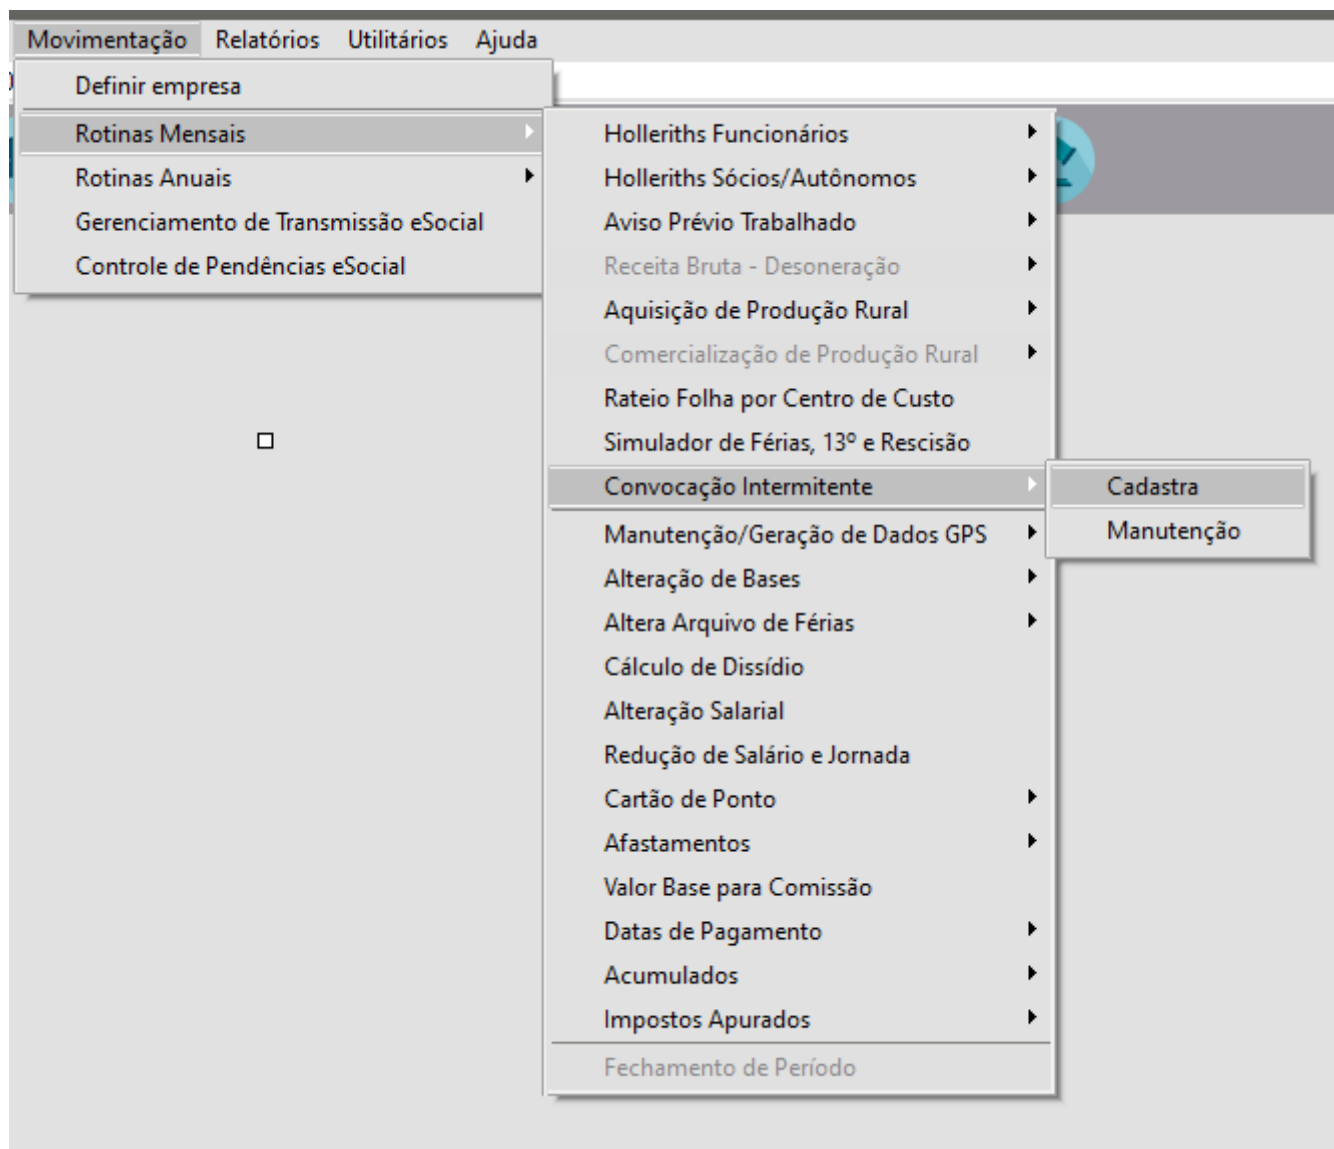 Movimentação Relatórios Utilitários Ajuda
Definir empresa
Rotinas Mensais
Rotinas Anuais
Gerenciamento de Transmissão eSocial
Controle de Pendências eSocial
Holleriths Funcionários
Holleriths Sócios/Autônomos
Aviso Prévio Trabalhado
Receita Bruta - Desoneração
Aquisição de Produção Rural
Comercialização de Produção Rural
Rateio Folha por Centro de Custo
Simulador de Férias, 13º e Rescisão
Convocação Intermitente
Manutenção/Geração de Dados GPS
Alteração de Bases
Altera Arquivo de Férias
Cálculo de Dissídio
Alteração Salarial
Redução de Salário e Jornada
Cartão de Ponto
Afastamentos
Valor Base para Comissão
Datas de Pagamento
Acumulados
Impostos Apurados
Fechamento de Período
Cadastra
Manutenção